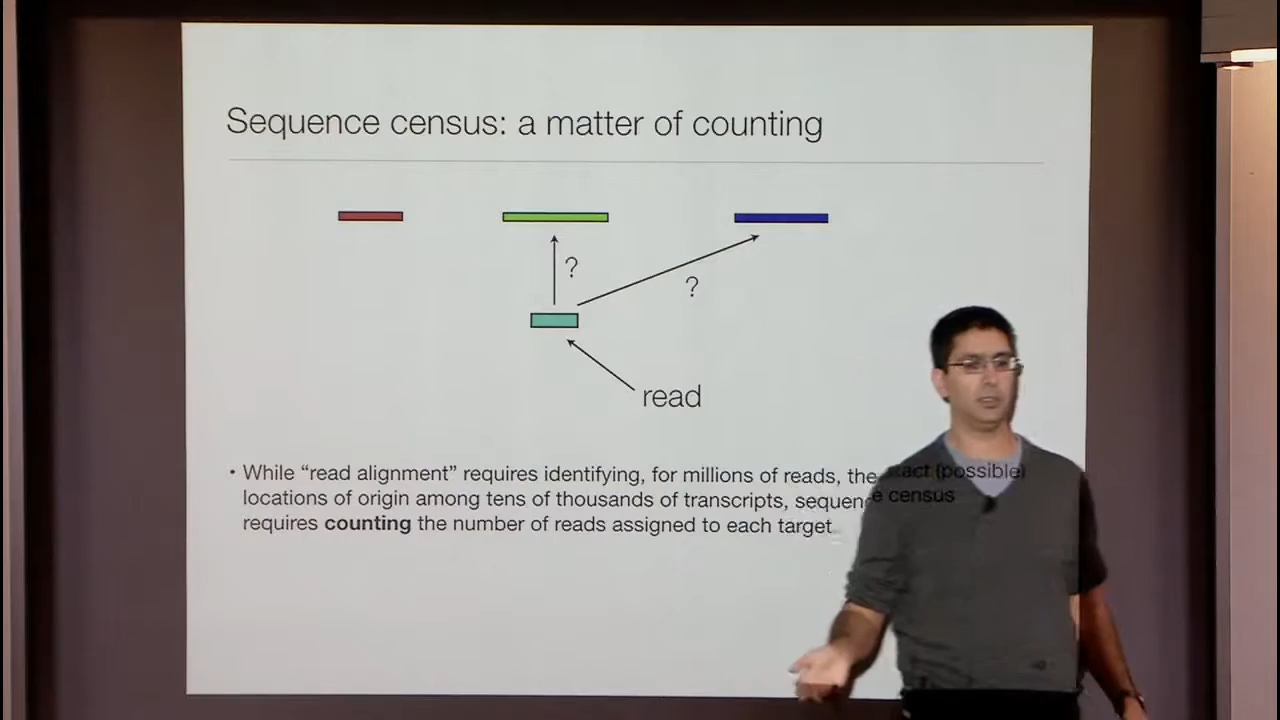 Sequence census: a matter of counting
?
?
read
• While “read alignment” requires identifying, for millions of reads, the exact (possible)
locations of origin among tens of thousands of transcripts, sequence census
requires counting the number of reads assigned to each target